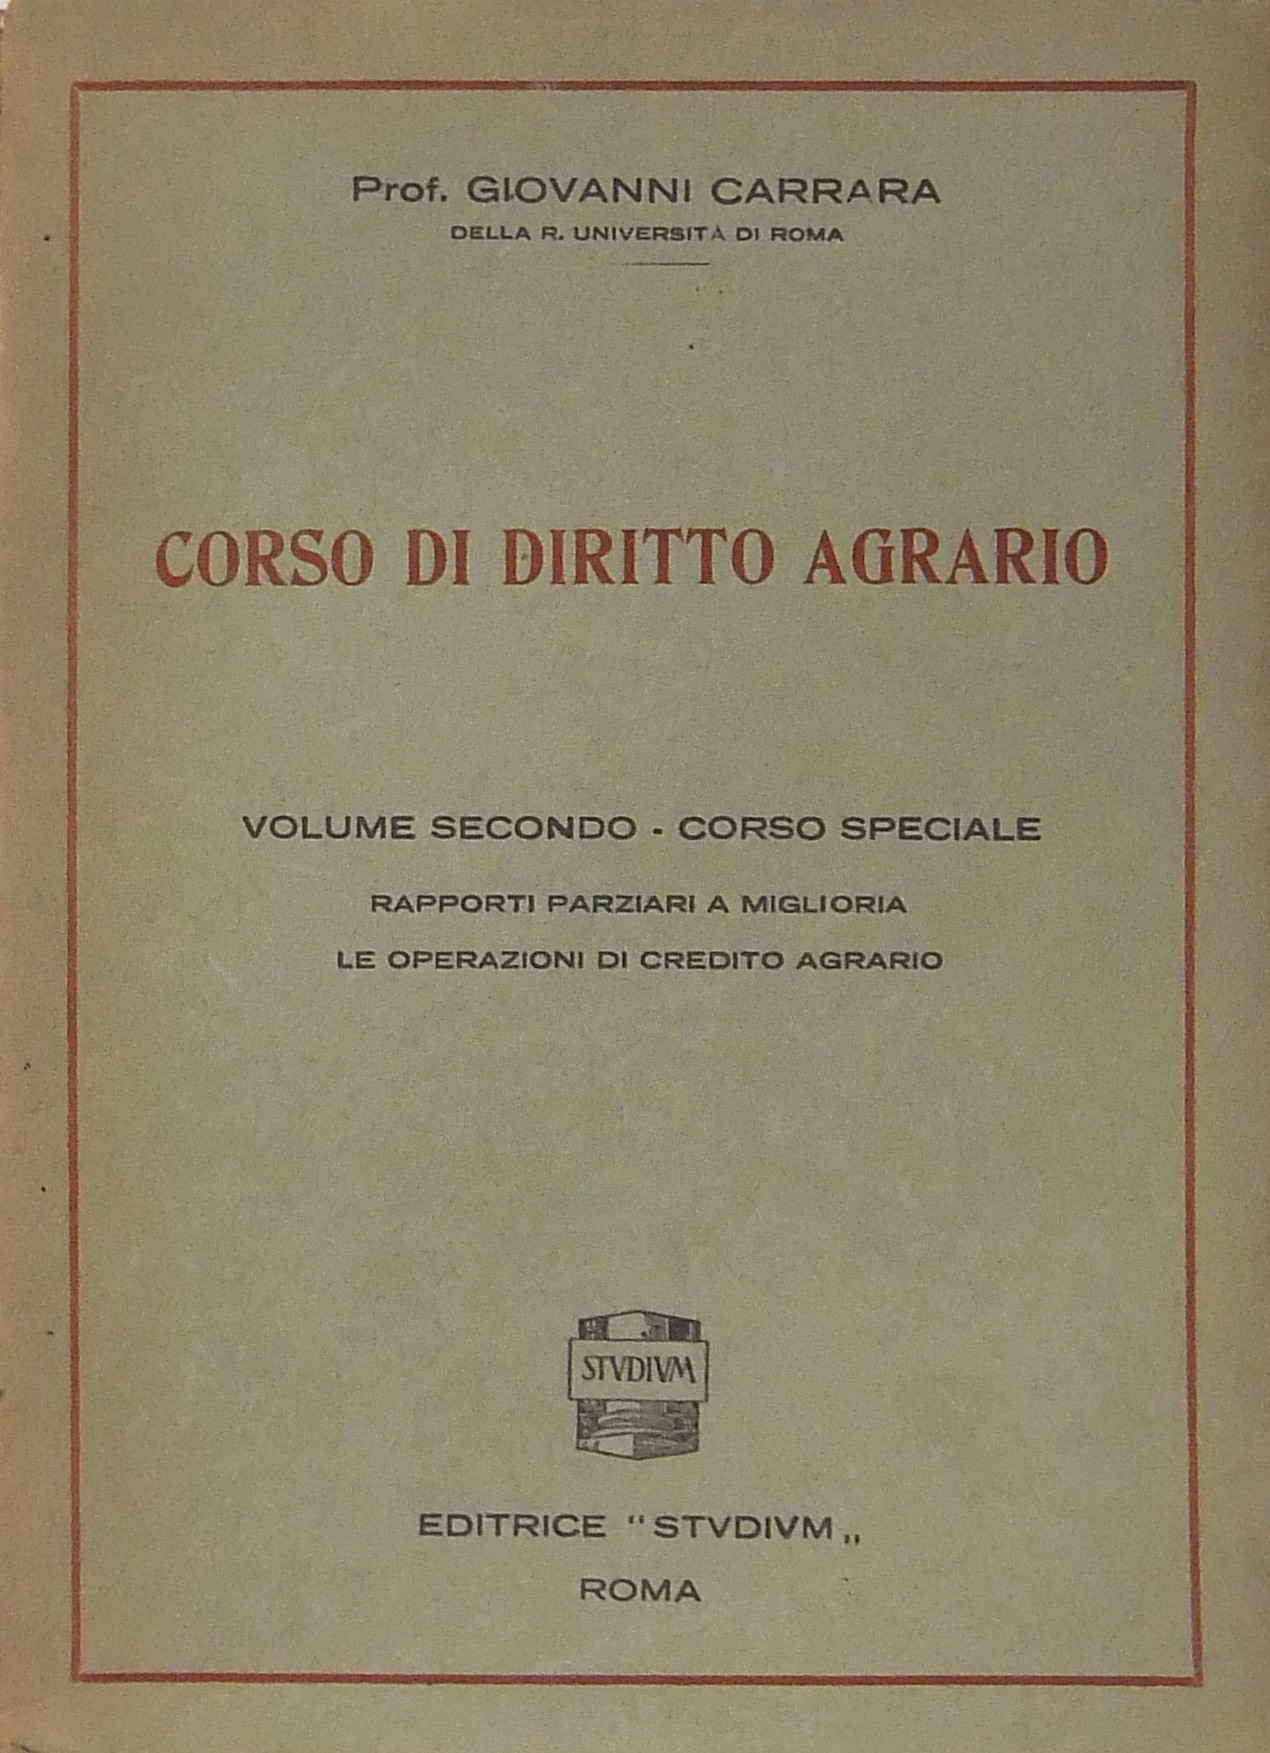 Prof. GIOVANNI CARRARA
DELLA R. UNIVERSITÀ DI ROMA
CORSO DI DIRITTO AGRARIO
VOLUME SECONDO - CORSO SPECIALE
RAPPORTI PARZIARI A MIGLIORIA
LE OPERAZIONI DI CREDITO AGRARIO
STVDIVM
EDITRICE "STVDIVM„
ROMA